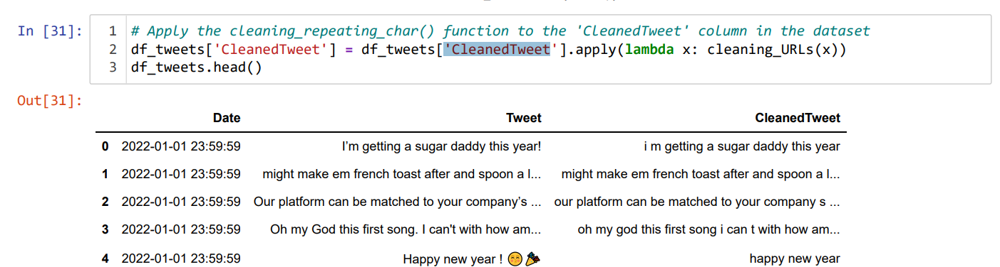 In [31]:
1 # Apply the cleaning_repeating_char() function to the 'CleanedTweet' column in the dataset
2 df_tweets['CleanedTweet'] = df_tweets['CleanedTweet'].apply(lambda x: cleaning_URLs(x))
3 df_tweets.head()
Out[31]:
Date Tweet CleanedTweet
0 2022-01-01 23:59:59 I’m getting a sugar daddy this year! i m getting a sugar daddy this year
1 2022-01-01 23:59:59 might make em french toast after and spoon a l... might make em french toast after and spoon a l...
2 2022-01-01 23:59:59 Our platform can be matched to your company’s ... our platform can be matched to your company s ...
3 2022-01-01 23:59:59 Oh my God this first song. I can't with how am... oh my god this first song i can t with how am...
4 2022-01-01 23:59:59 Happy new year ! 😚🎉 happy new year